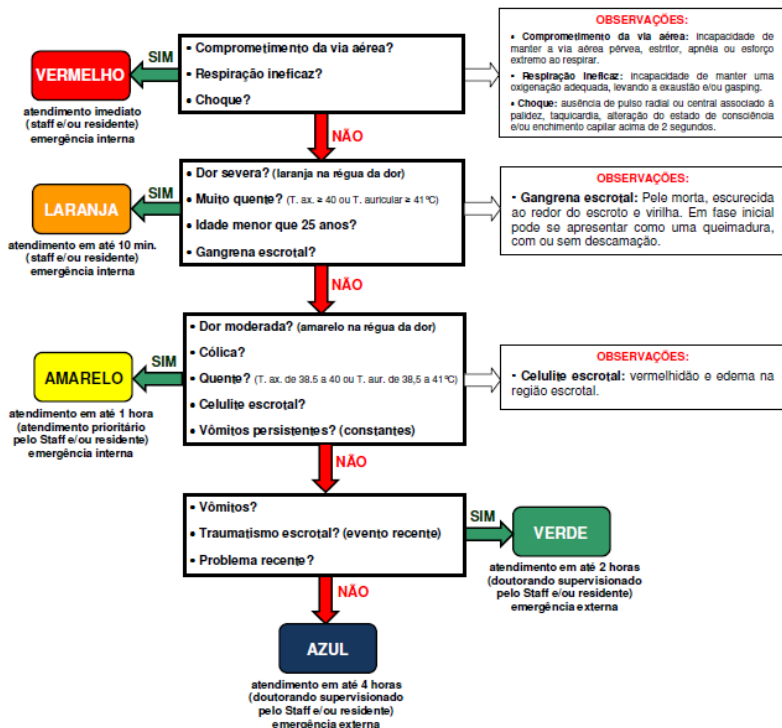 • Comprometimento da via aérea?
• Respiração ineficaz?
• Choque?
SIM
VERMELHO
atendimento imediato
(staff e/ou residente)
emergência interna
OBSERVAÇÕES:
• Comprometimento da via aérea: incapacidade de
manter a via aérea pérvea, estritor, apnéia ou esforço
extremo ao respirar.
• Respiração Ineficaz: incapacidade de manter uma
oxigenação adequada, levando a exaustão e/ou gasping.
• Choque: ausência de pulso radial ou central associado à
palidez, taquicardia, alteração do estado de consciência
e/ou enchimento capilar acima de 2 segundos.
NÃO
• Dor severa? (laranja na régua da dor)
• Muito quente? (T. ax. ≥ 40 ou T. auricular ≥ 41ºC)
• Idade menor que 25 anos?
• Gangrena escrotal?
SIM
LARANJA
atendimento em até 10 min.
(staff e/ou residente)
emergência interna
OBSERVAÇÕES:
• Gangrena escrotal: Pele morta, escurecida
ao redor do escroto e virilha. Em fase inicial
pode se apresentar como uma queimadura,
com ou sem descamação.
NÃO
• Dor moderada? (amarelo na régua da dor)
• Cólica?
• Quente? (T. ax. de 38.5 a 40 ou T. aur. de 38,5 a 41ºC)
• Celulite escrotal?
• Vômitos persistentes? (constantes)
SIM
AMARELO
atendimento em até 1 hora
(atendimento prioritário
pelo Staff e/ou residente)
emergência interna
OBSERVAÇÕES:
• Celulite escrotal: vermelhidão e edema na
região escrotal.
NÃO
• Vômitos?
• Traumatismo escrotal? (evento recente)
• Problema recente?
SIM
VERDE
atendimento em até 2 horas
(doutorando supervisionado
pelo Staff e/ou residente)
emergência externa
NÃO
AZUL
atendimento em até 4 horas
(doutorando supervisionado
pelo Staff e/ou residente)
emergência externa